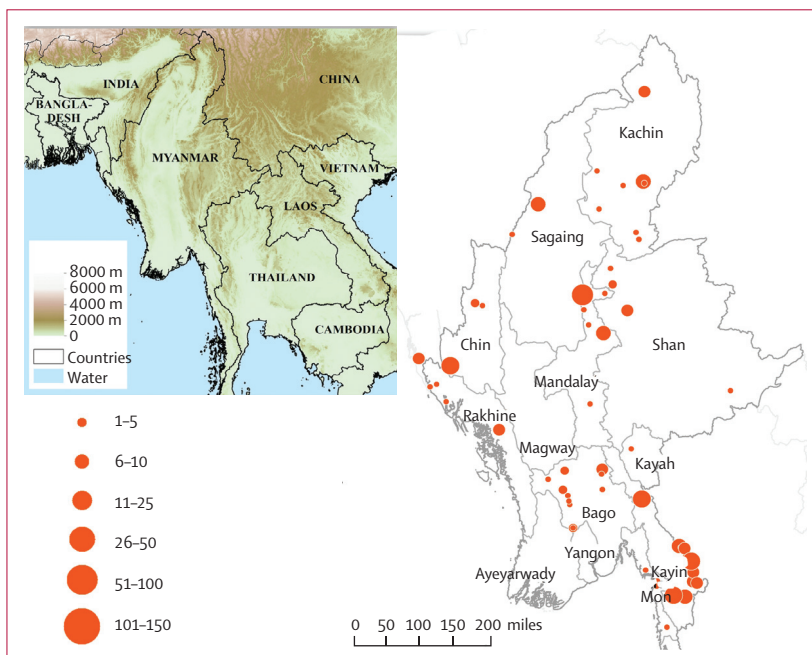 INDIA
CHINA
BANGLA-
DESH
MYANMAR
VIETNAM
LAOS
THAILAND
CAMBODIA
8000 m
6000 m
4000 m
2000 m
0
Countries
Water
1–5
6–10
11–25
26–50
51–100
101–150
Kachin
Sagaing
Chin
Shan
Mandalay
Rakhine
Magway
Kayah
Bago
Yangon
Ayeyarwady
Kayin
Mon
0 50 100 150 200 miles